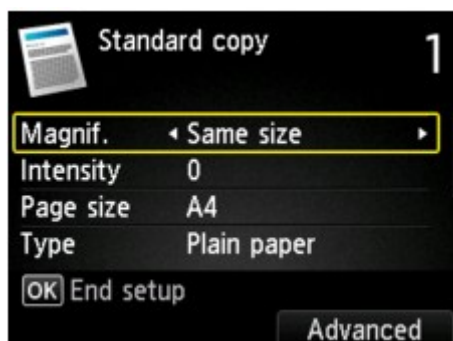 Standard copy 1
Magnif. Same size
Intensity 0
Page size A4
Type Plain paper
OK End setup
Advanced